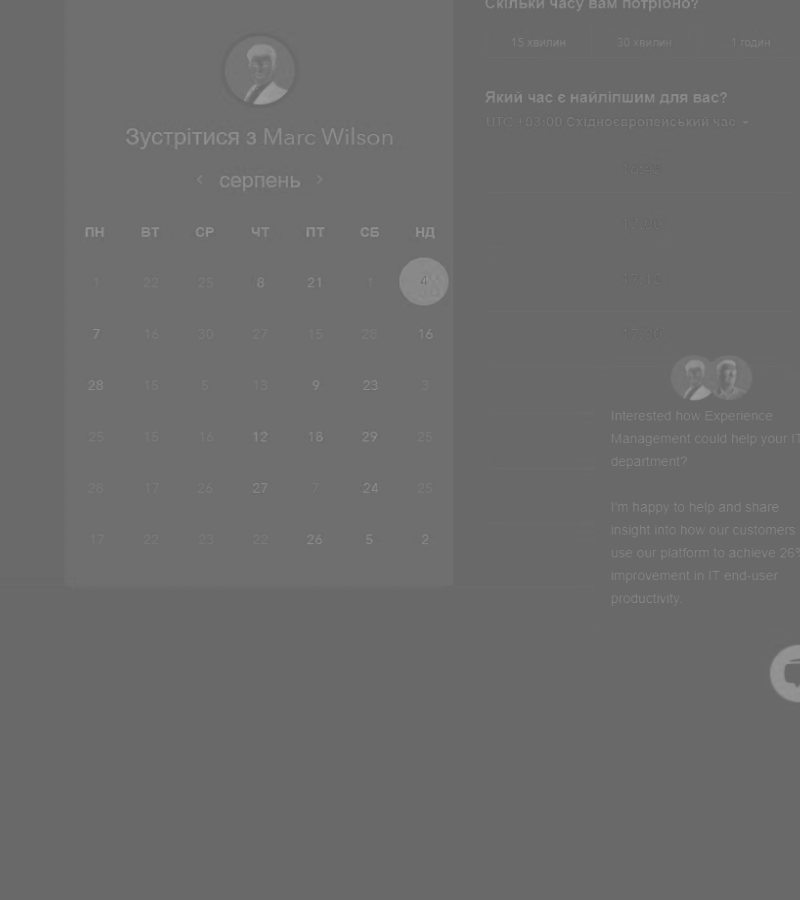 Зустрітися з Marc Wilson
серпень
ПН ВТ СР ЧТ ПТ СБ НД
1 22 25 8 21 1 4
7 16 30 27 15 28 16
28 15 5 13 9 23 3
25 15 16 12 18 29 25
28 17 26 27 7 24 25
17 22 23 22 26 5 2
Скільки часу вам потрібно?
15 хвилин 30 хвилин 1 годин
Який час є найліпшим для вас?
UTC +03:00 Східноєвропейський час
Interested how Experience
Management could help your IT
department?
I'm happy to help and share
insight into how our customers
use our platform to achieve 26%
improvement in IT end-user
productivity.